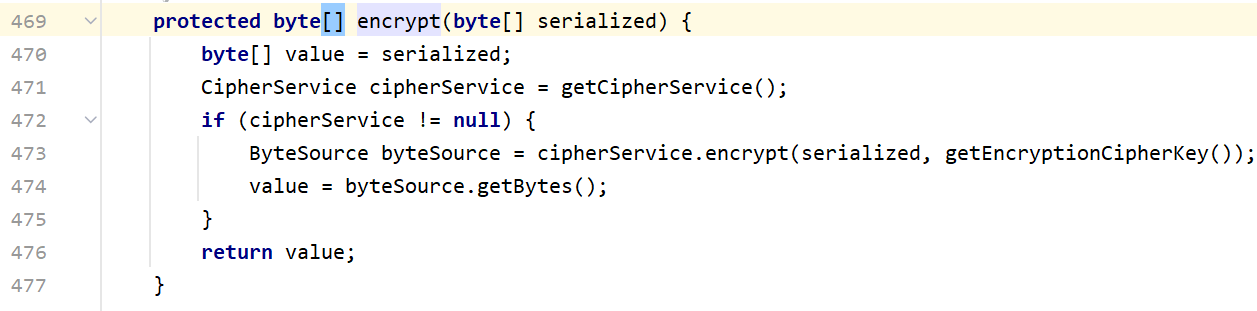 469 protected byte[] encrypt(byte[] serialized) {
470 byte[] value = serialized;
471 CipherService cipherService = getCipherService();
472 if (cipherService != null) {
473 ByteSource byteSource = cipherService.encrypt(serialized, getEncryptionCipherKey());
474 value = byteSource.getBytes();
475 }
476 return value;
477 }